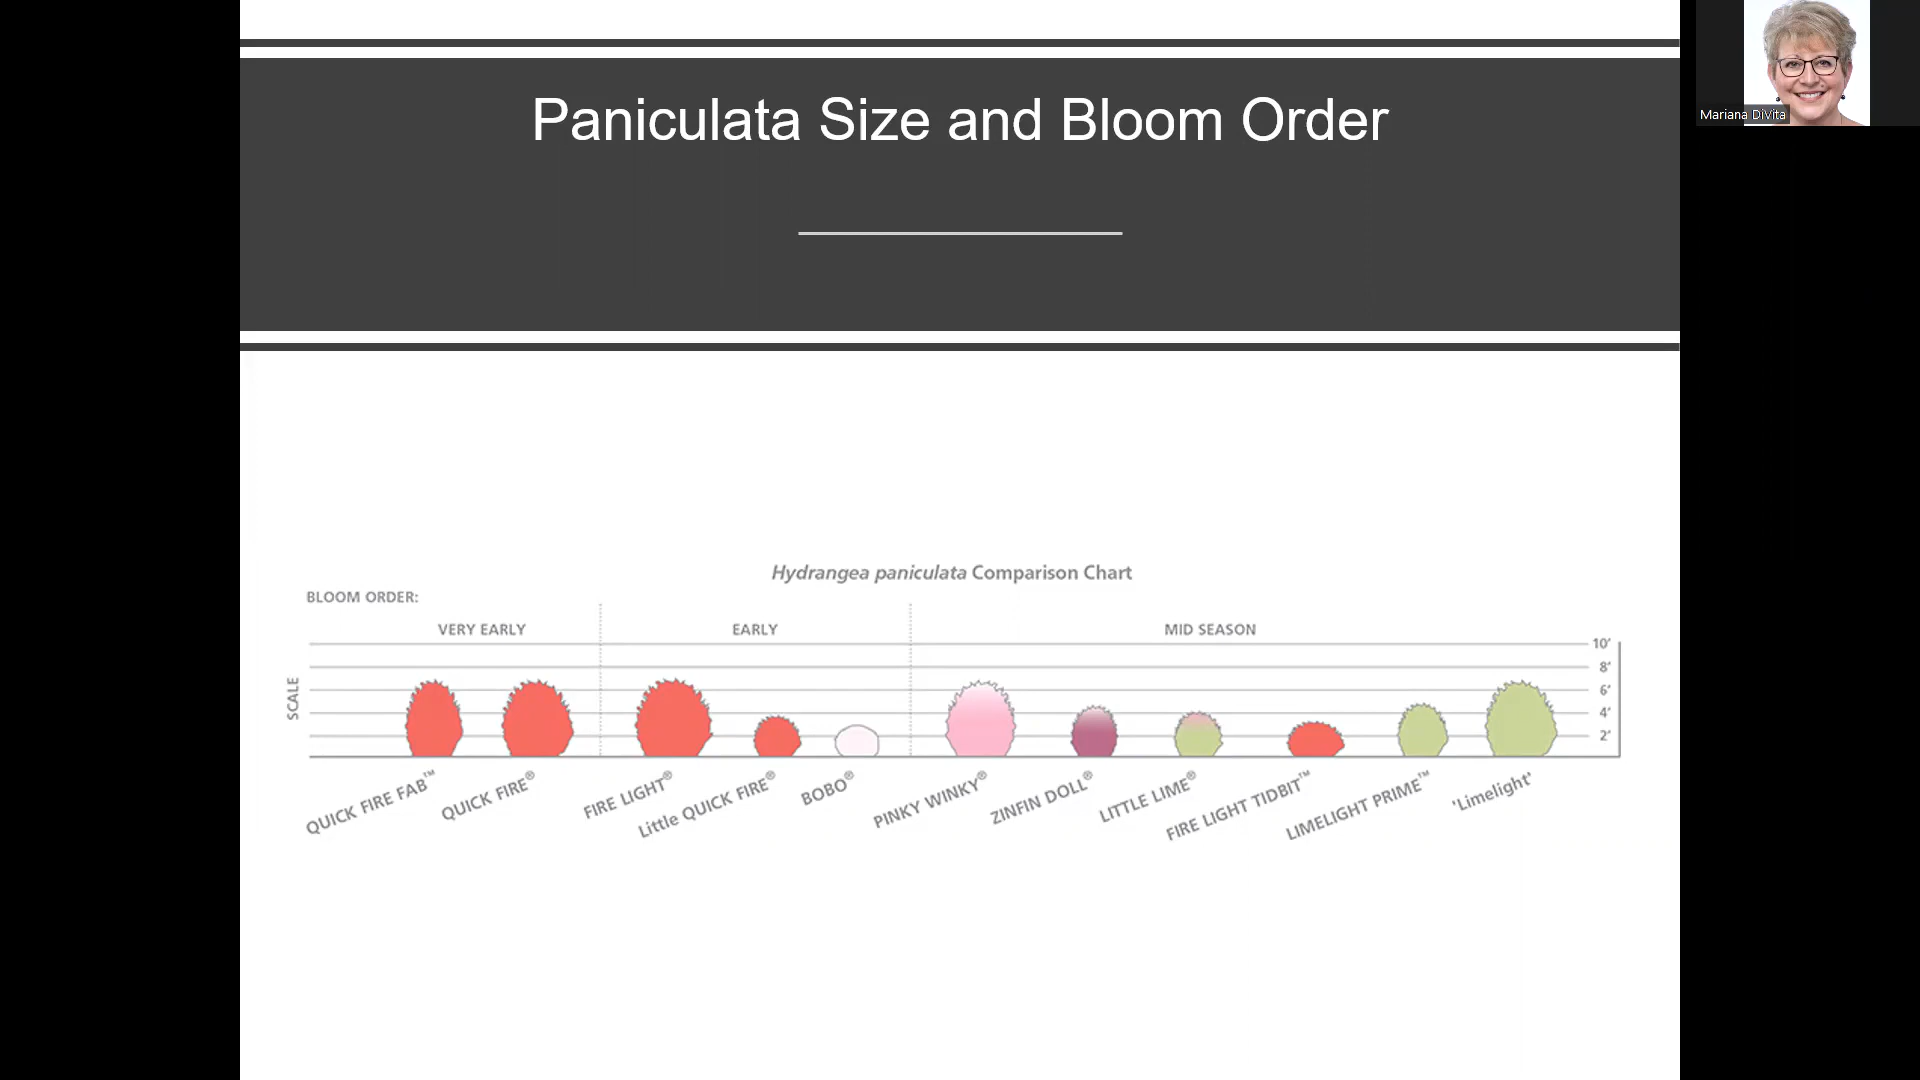 Paniculata Size and Bloom Order
Mariana DiVita
Hydrangea paniculata Comparison Chart
BLOOM ORDER:
VERY EARLY
EARLY
MID SEASON
SCALE
10'
8'
6'
4'
2'
QUICK FIRE FAB™
QUICK FIRE®
FIRE LIGHT®
Little QUICK FIRE®
BOBO®
PINKY WINKY®
ZINFIN DOLL®
LITTLE LIME®
FIRE LIGHT TIDBIT™
LIMELIGHT PRIME™
'Limelight'